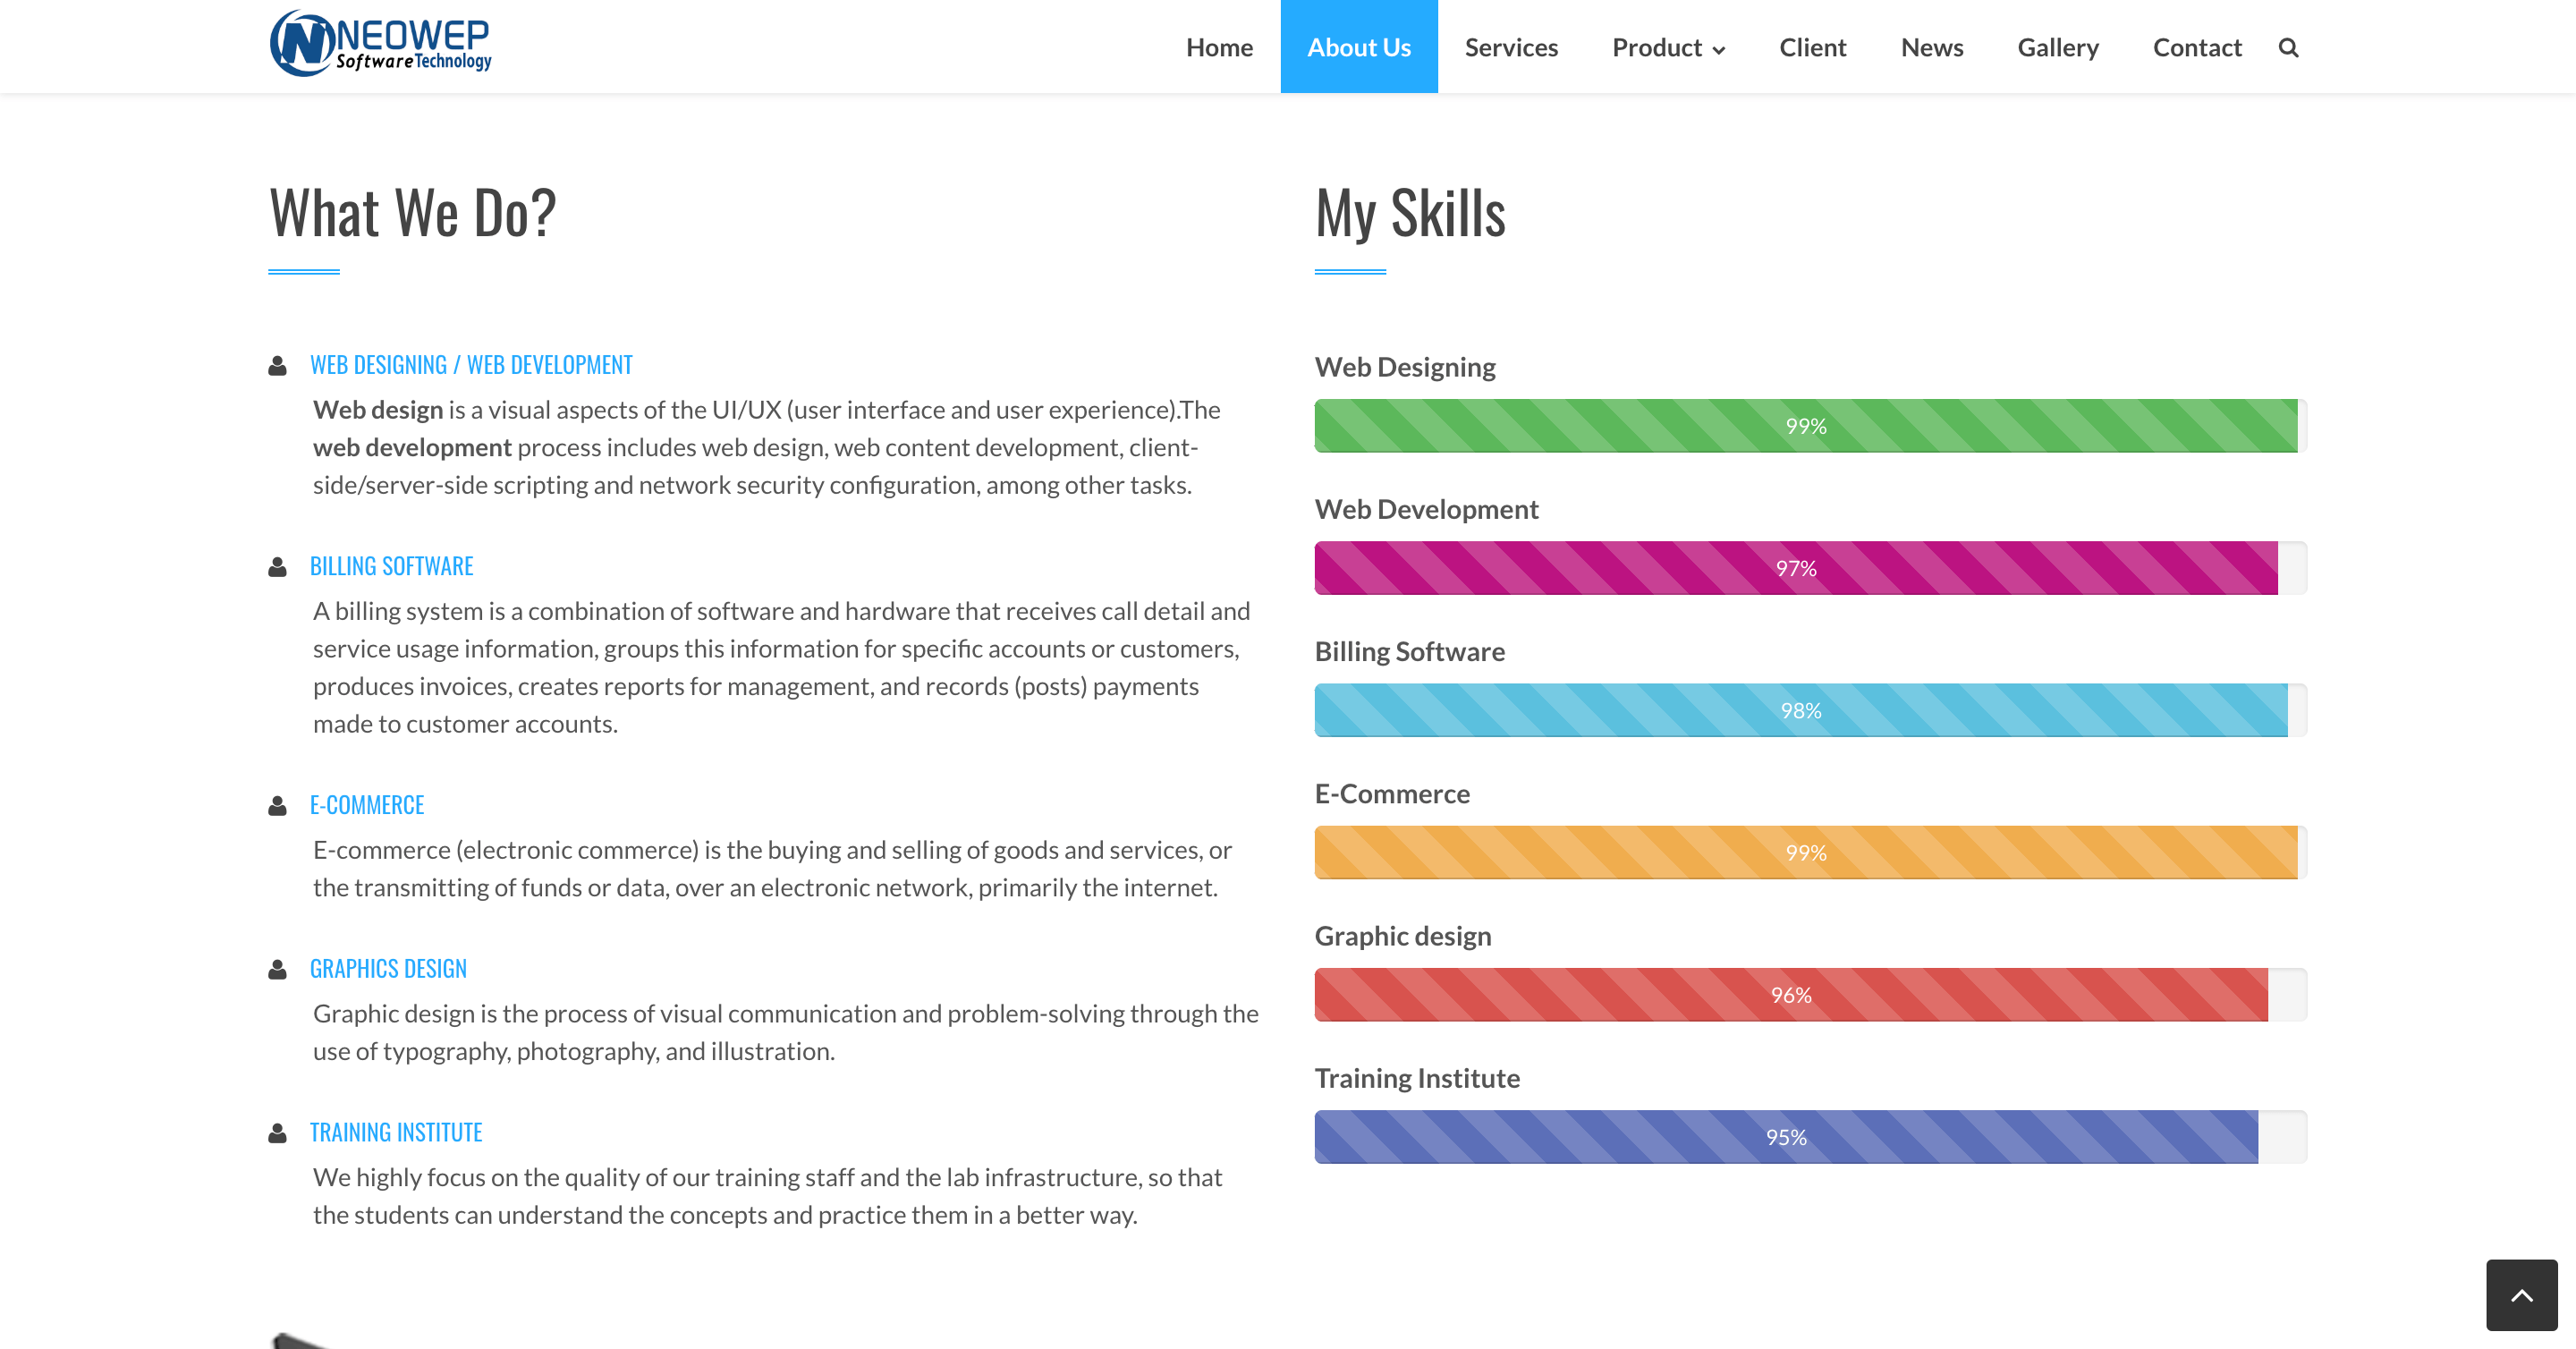 NEOWEP
SoftwareTechnology
Home About Us Services Product Client News Gallery Contact
What We Do?
WEB DESIGNING / WEB DEVELOPMENT
Web design is a visual aspects of the UI/UX (user interface and user experience).The
web development process includes web design, web content development, client-
side/server-side scripting and network security configuration, among other tasks.
BILLING SOFTWARE
A billing system is a combination of software and hardware that receives call detail and
service usage information, groups this information for specific accounts or customers,
produces invoices, creates reports for management, and records (posts) payments
made to customer accounts.
E-COMMERCE
E-commerce (electronic commerce) is the buying and selling of goods and services, or
the transmitting of funds or data, over an electronic network, primarily the internet.
GRAPHICS DESIGN
Graphic design is the process of visual communication and problem-solving through the
use of typography, photography, and illustration.
TRAINING INSTITUTE
We highly focus on the quality of our training staff and the lab infrastructure, so that
the students can understand the concepts and practice them in a better way.
My Skills
Web Designing
99%
Web Development
97%
Billing Software
98%
E-Commerce
99%
Graphic design
96%
Training Institute
95%